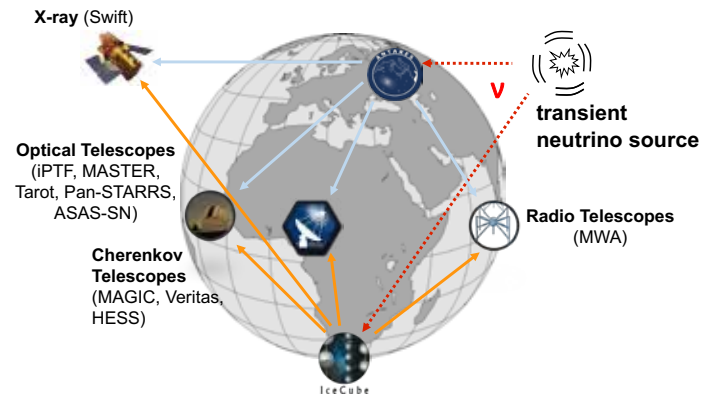 X-ray (Swift)
ANTARES
ν
transient
neutrino source
Optical Telescopes
(iPTF, MASTER,
Tarot, Pan-STARRS,
ASAS-SN)
Radio Telescopes
(MWA)
Cherenkov
Telescopes
(MAGIC, Veritas,
HESS)
IceCube